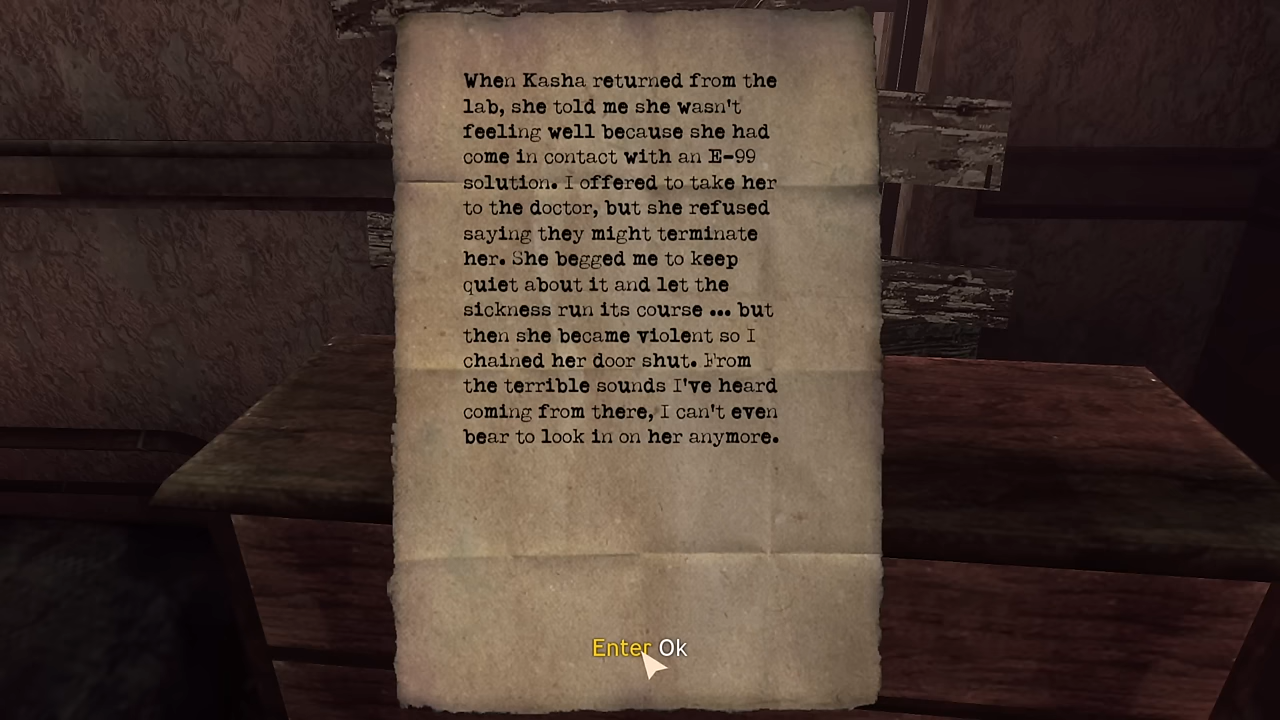 When Kasha returned from the
lab, she told me she wasn't
feeling well because she had
come in contact with an E-99
solution. I offered to take her
to the doctor, but she refused
saying they might terminate
her. She begged me to keep
quiet about it and let the
sickness run its course ... but
then she became violent so I
chained her door shut. From
the terrible sounds I've heard
coming from there, I can't even
bear to look in on her anymore.
Enter Ok